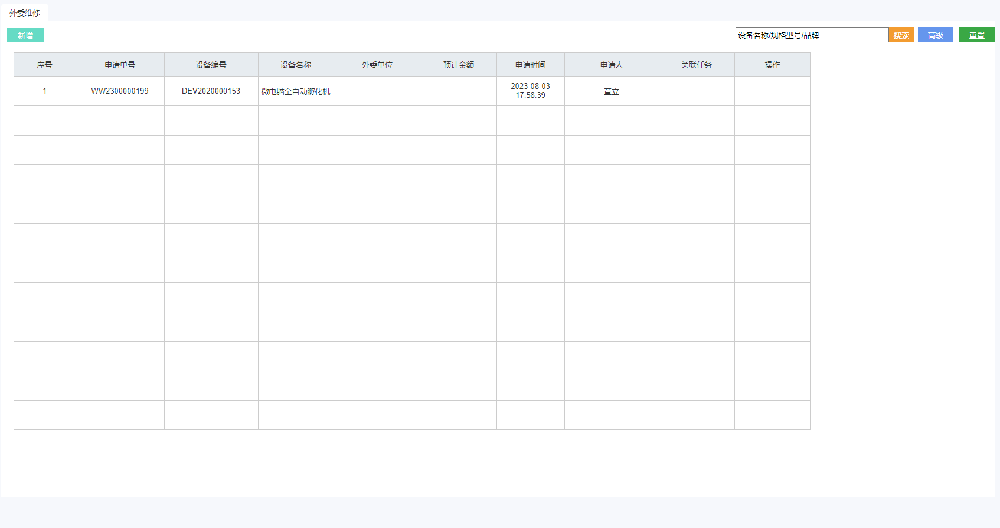 外委维修
新增
设备名称/规格型号/品牌...
搜索
高级
重置
序号 申请单号 设备编号 设备名称 外委单位 预计金额 申请时间 申请人 关联任务 操作
1 WW2300000199 DEV2020000153 微电脑全自动孵化机 2023-08-03 章立
17:58:39